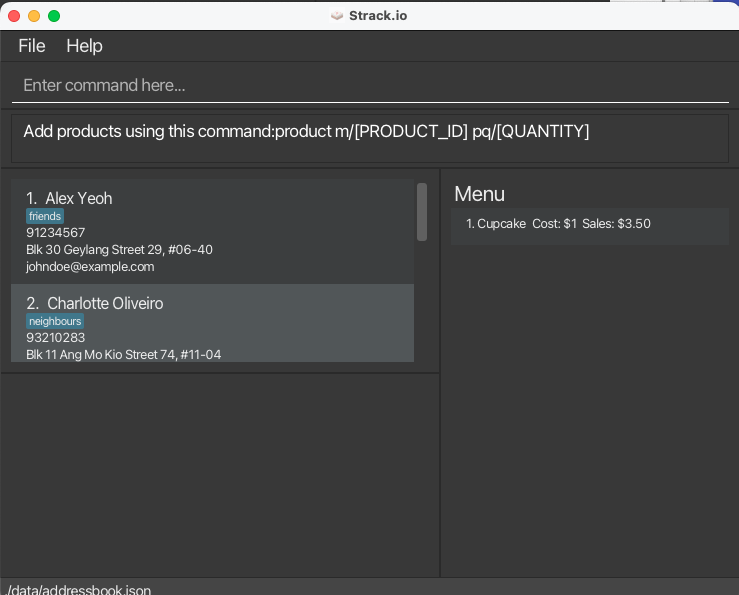 Strack.io
File Help
Enter command here...
Add products using this command:product m/[PRODUCT_ID] pq/[QUANTITY]
1. Alex Yeoh
friends
91234567
Blk 30 Geylang Street 29, #06-40
johndoe@example.com
2. Charlotte Oliveiro
neighbours
93210283
Blk 11 Ang Mo Kio Street 74, #11-04
Menu
1. Cupcake Cost: $1 Sales: $3.50
./data/addressbook.json